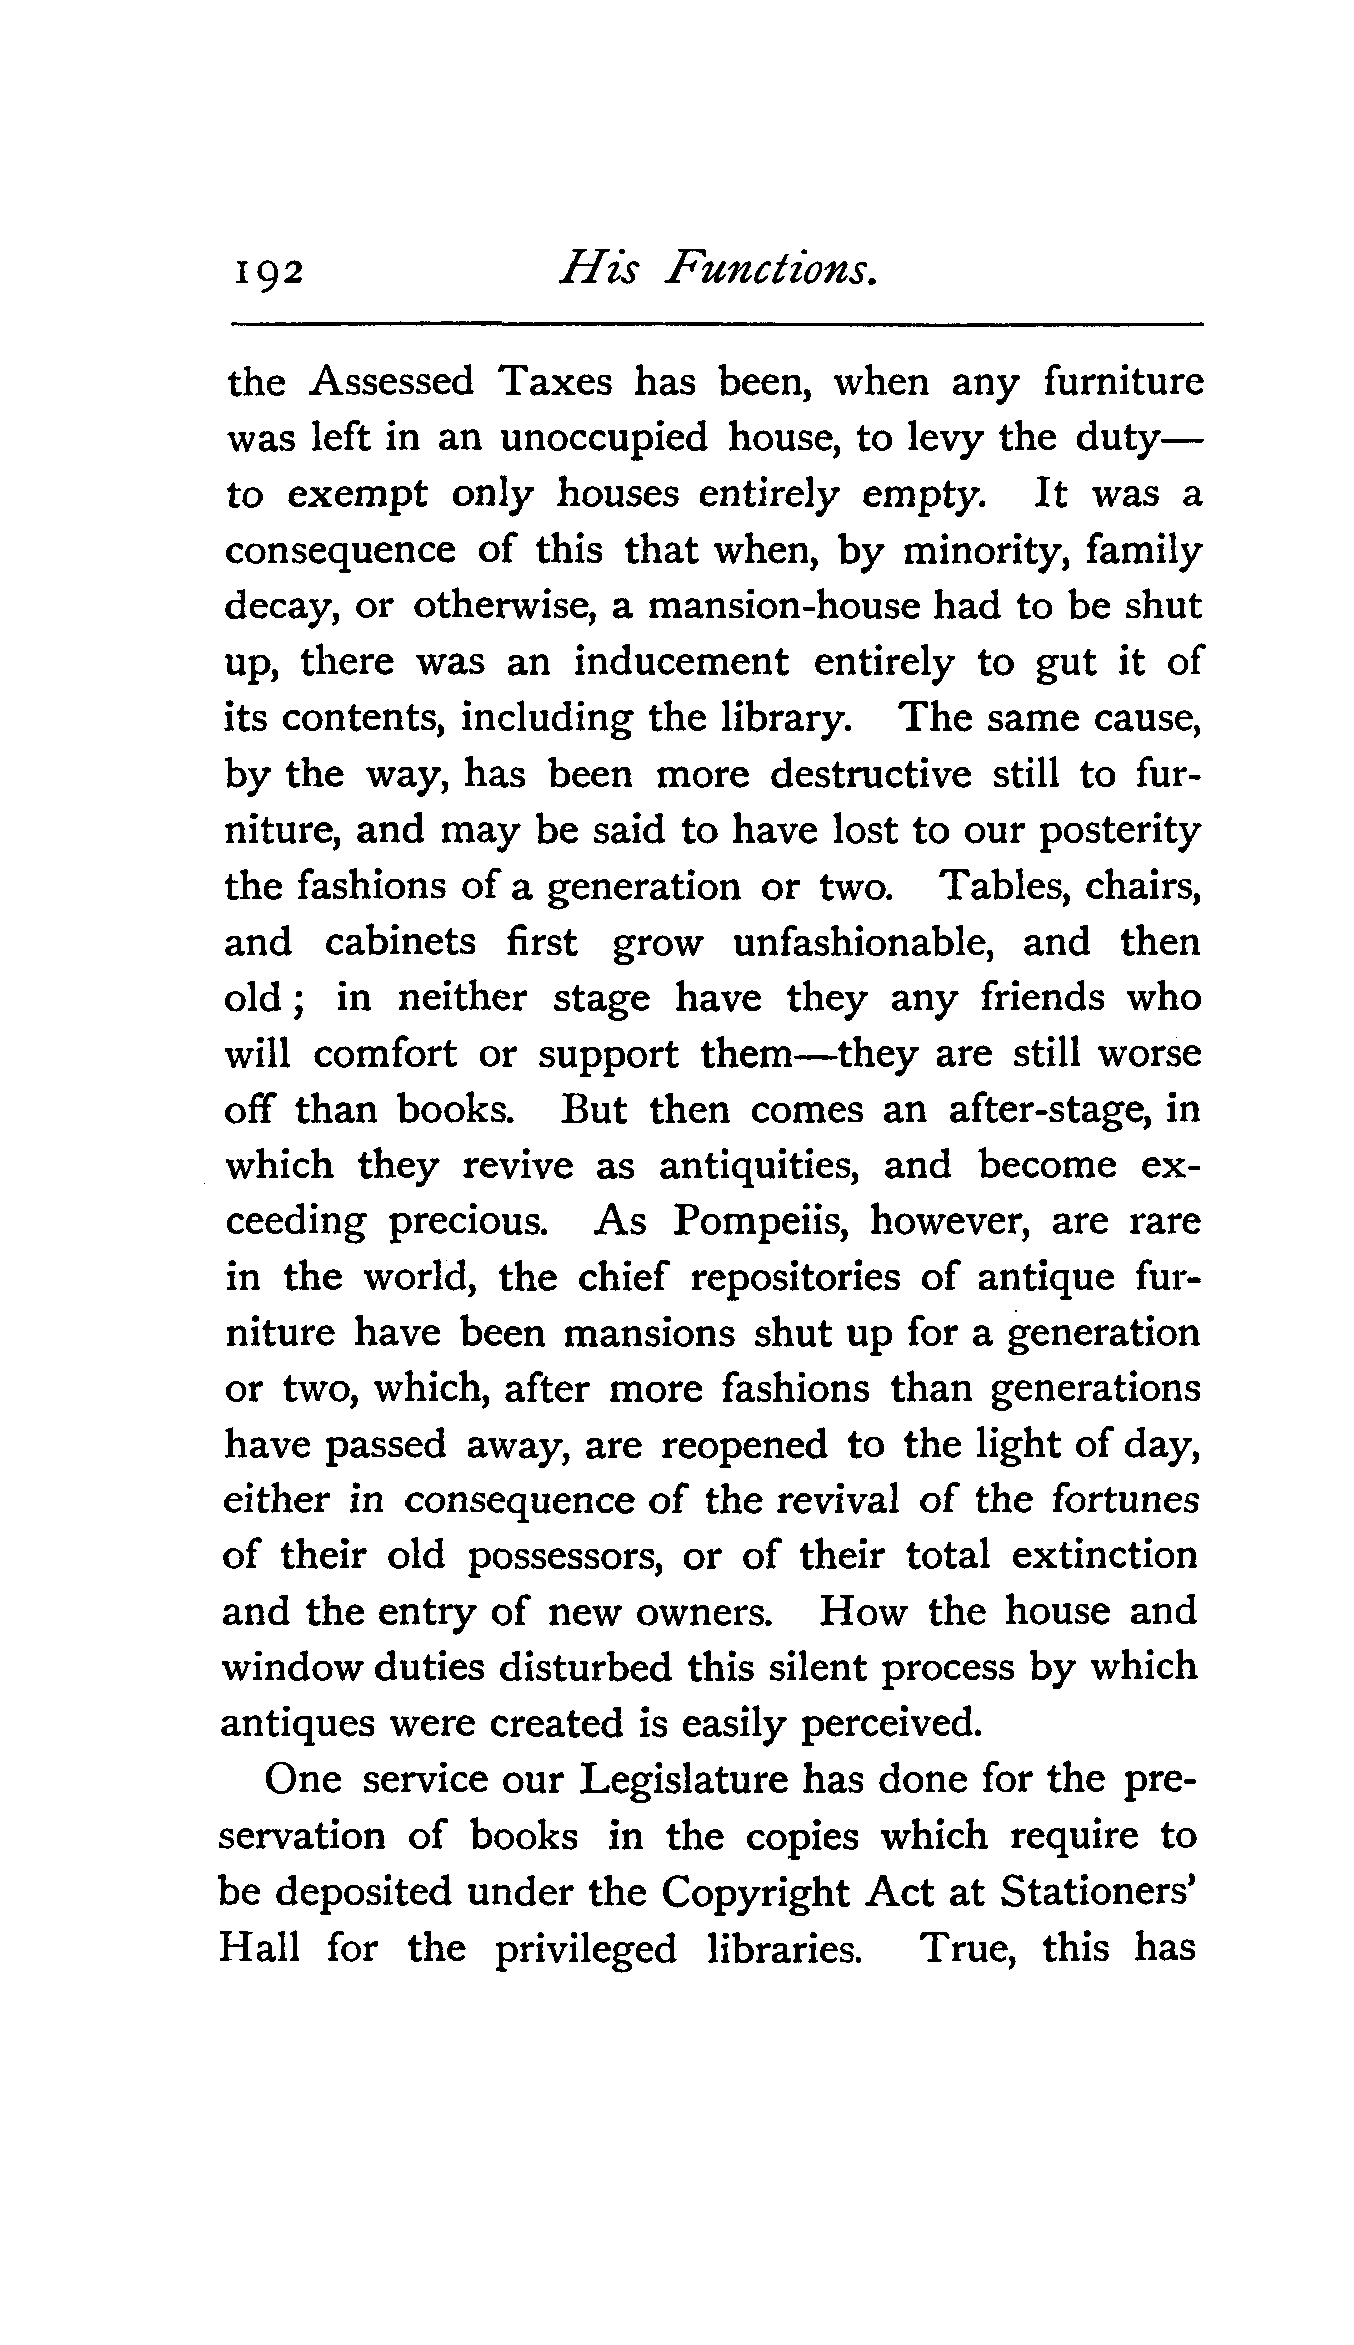 192 His Functions.
the Assessed Taxes has been, when any furniture
was left in an unoccupied house, to levy the duty—
to exempt only houses entirely empty. It was a
consequence of this that when, by minority, family
decay, or otherwise, a mansion-house had to be shut
up, there was an inducement entirely to gut it of
its contents, including the library. The same cause,
by the way, has been more destructive still to fur-
niture, and may be said to have lost to our posterity
the fashions of a generation or two. Tables, chairs,
and cabinets first grow unfashionable, and then
old ; in neither stage have they any friends who
will comfort or support them—they are still worse
off than books. But then comes an after-stage, in
which they revive as antiquities, and become ex-
ceeding precious. As Pompeiis, however, are rare
in the world, the chief repositories of antique fur-
niture have been mansions shut up for a generation
or two, which, after more fashions than generations
have passed away, are reopened to the light of day,
either in consequence of the revival of the fortunes
of their old possessors, or of their total extinction
and the entry of new owners. How the house and
window duties disturbed this silent process by which
antiques were created is easily perceived.
One service our Legislature has done for the pre-
servation of books in the copies which require to
be deposited under the Copyright Act at Stationers'
Hall for the privileged libraries. True, this has